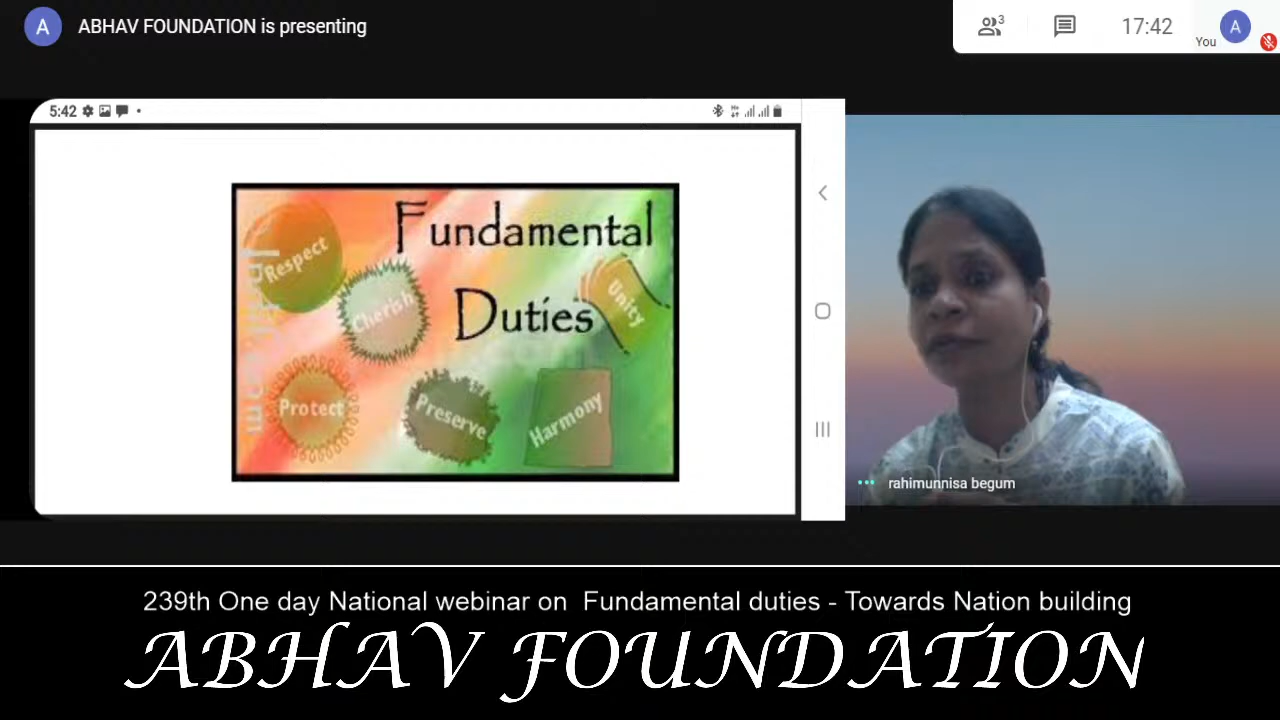 A ABHAV FOUNDATION is presenting
3
17:42
You A
5:42
Fundamental
Duties
Respect
Cherish
Unity
Protect
Preserve
Harmony
rahimunnisa begum
239th One day National webinar on Fundamental duties - Towards Nation building
ABHAV FOUNDATION